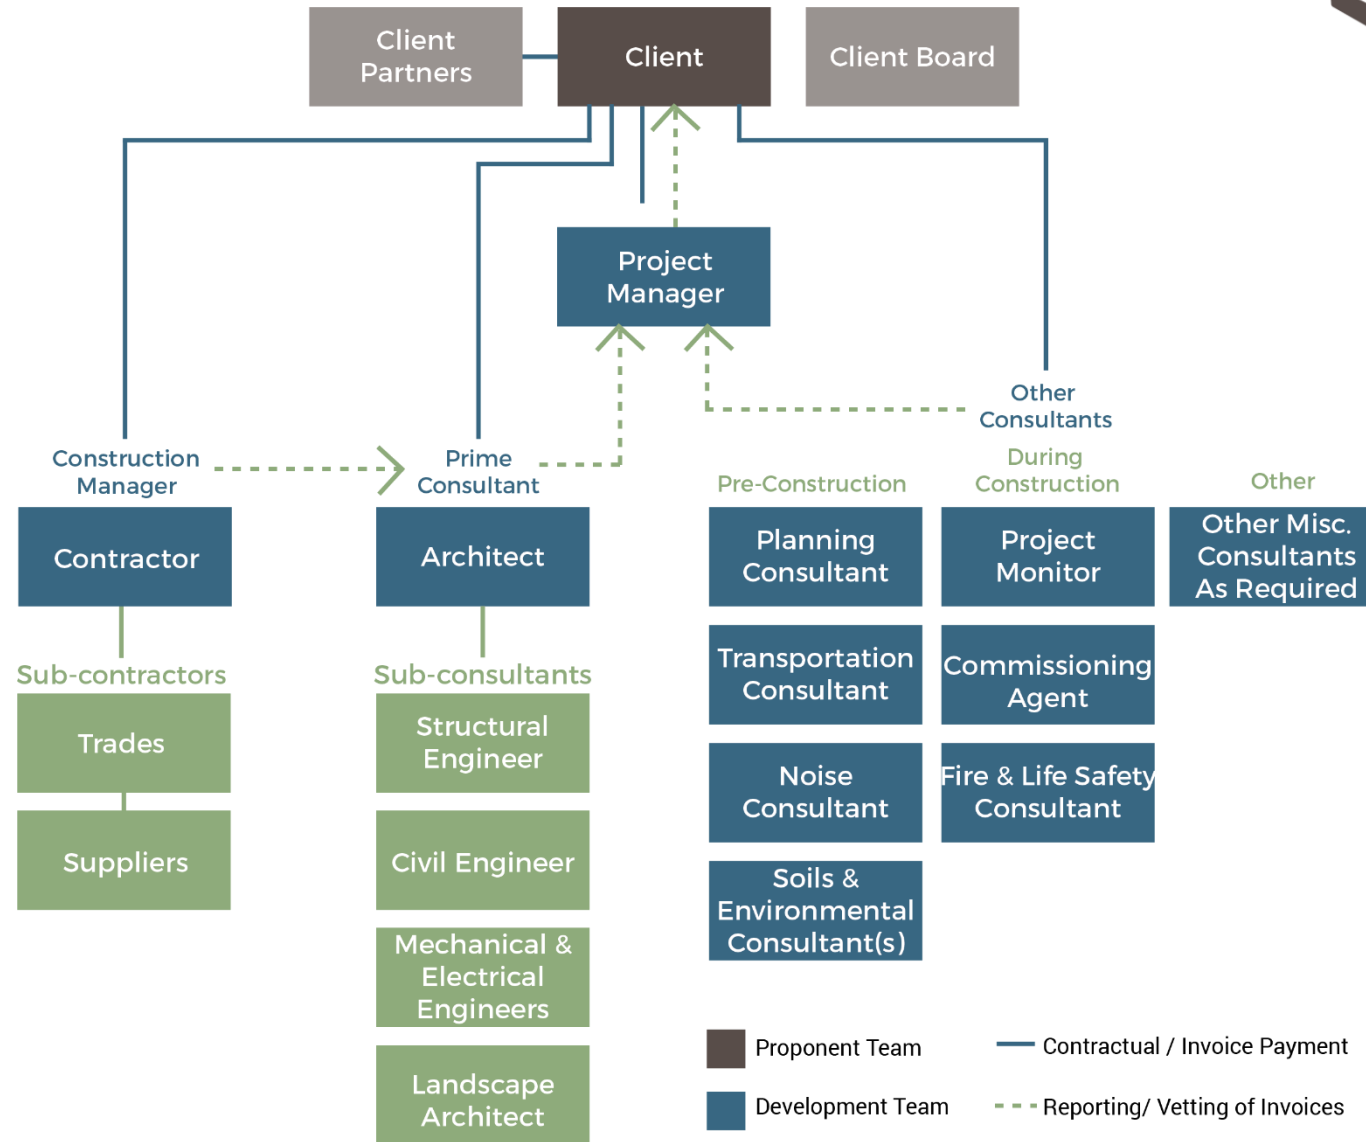 Client
Partners
Client
Client Board
Project
Manager
Other
Consultants
Construction
Manager
Prime
Consultant
Pre-Construction
During
Construction
Other
Contractor
Architect
Planning
Consultant
Project
Monitor
Other Misc.
Consultants
As Required
Sub-contractors
Sub-consultants
Transportation
Consultant
Commissioning
Agent
Trades
Structural
Engineer
Noise
Consultant
Fire & Life Safety
Consultant
Suppliers
Civil Engineer
Soils &
Environmental
Consultant(s)
Mechanical &
Electrical
Engineers
Landscape
Architect
Proponent Team
Contractual / Invoice Payment
Development Team
Reporting/ Vetting of Invoices